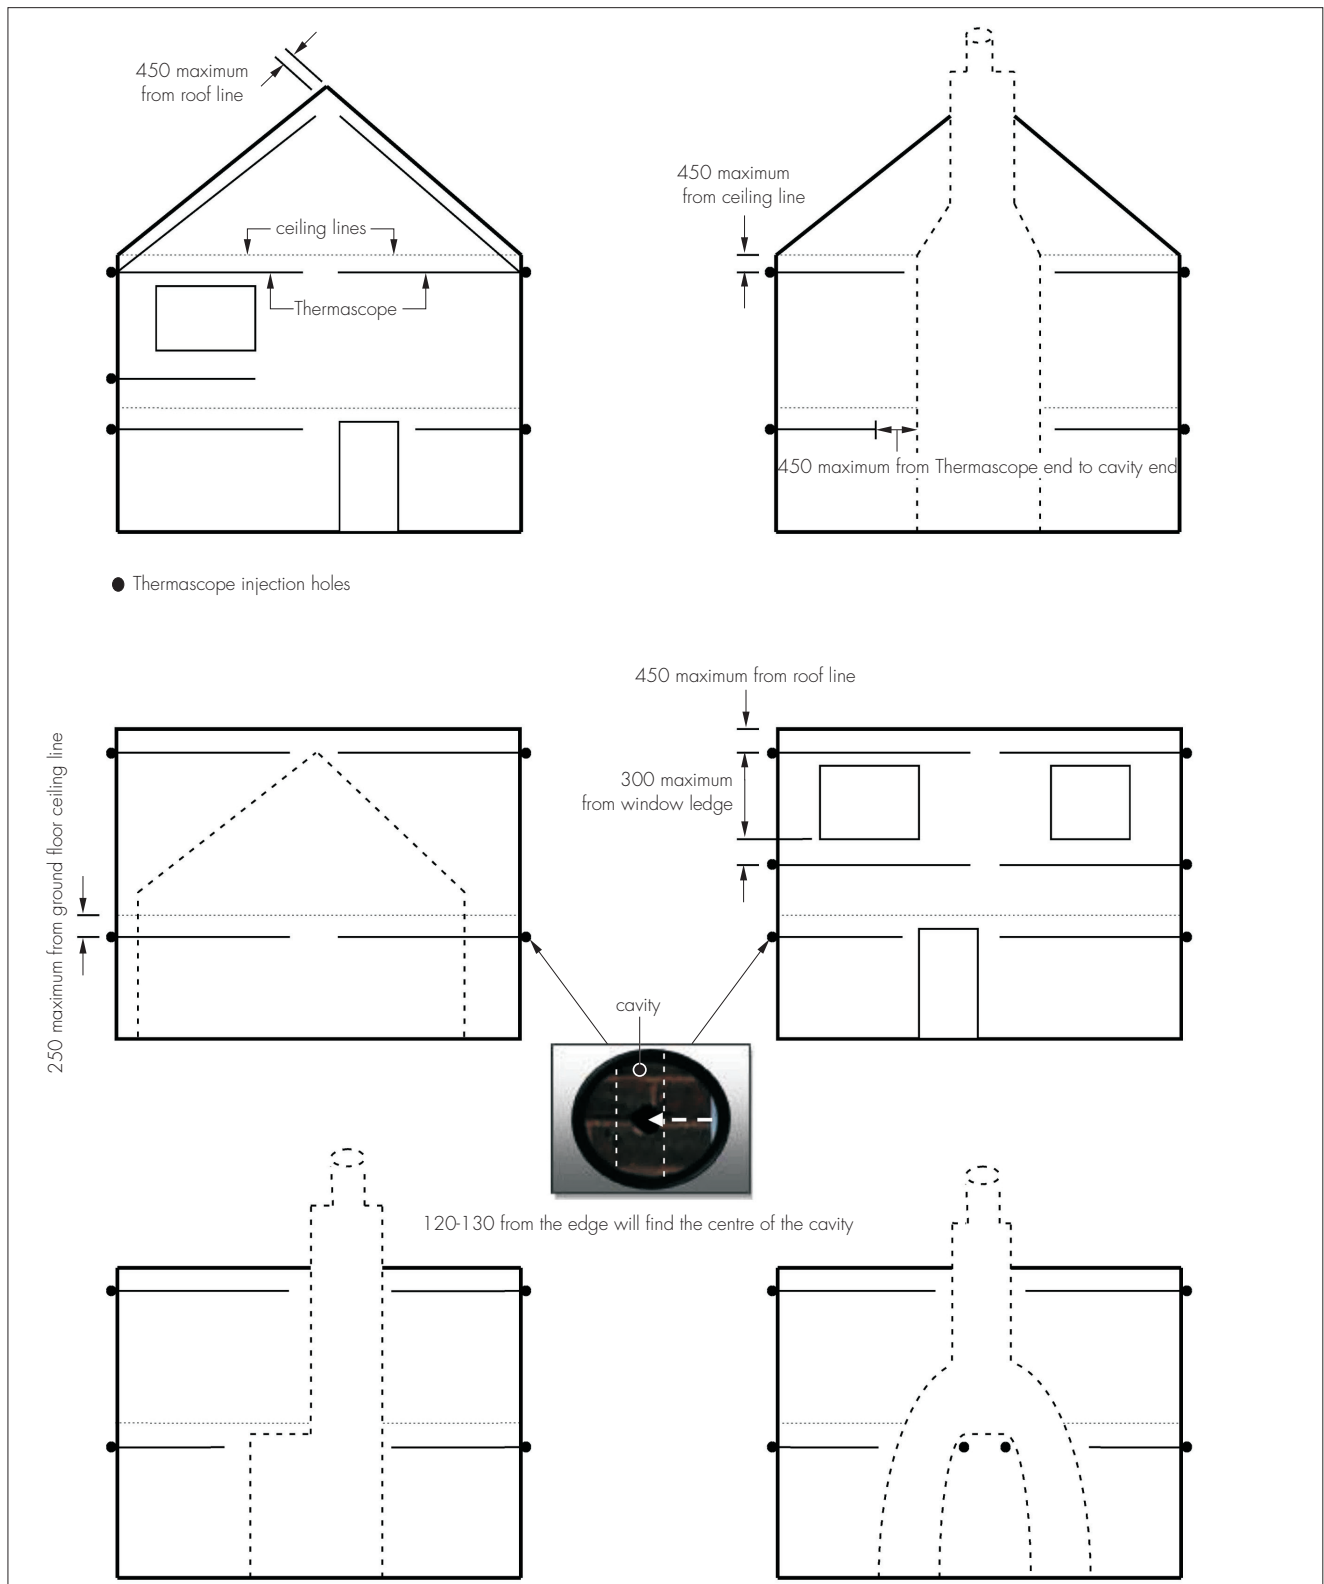 450 maximum
from roof line
ceiling lines
Thermascope
450 maximum
from ceiling line
450 maximum from Thermascope end to cavity end
Thermascope injection holes
250 maximum from ground floor ceiling line
450 maximum from roof line
300 maximum
from window ledge
cavity
120-130 from the edge will find the centre of the cavity